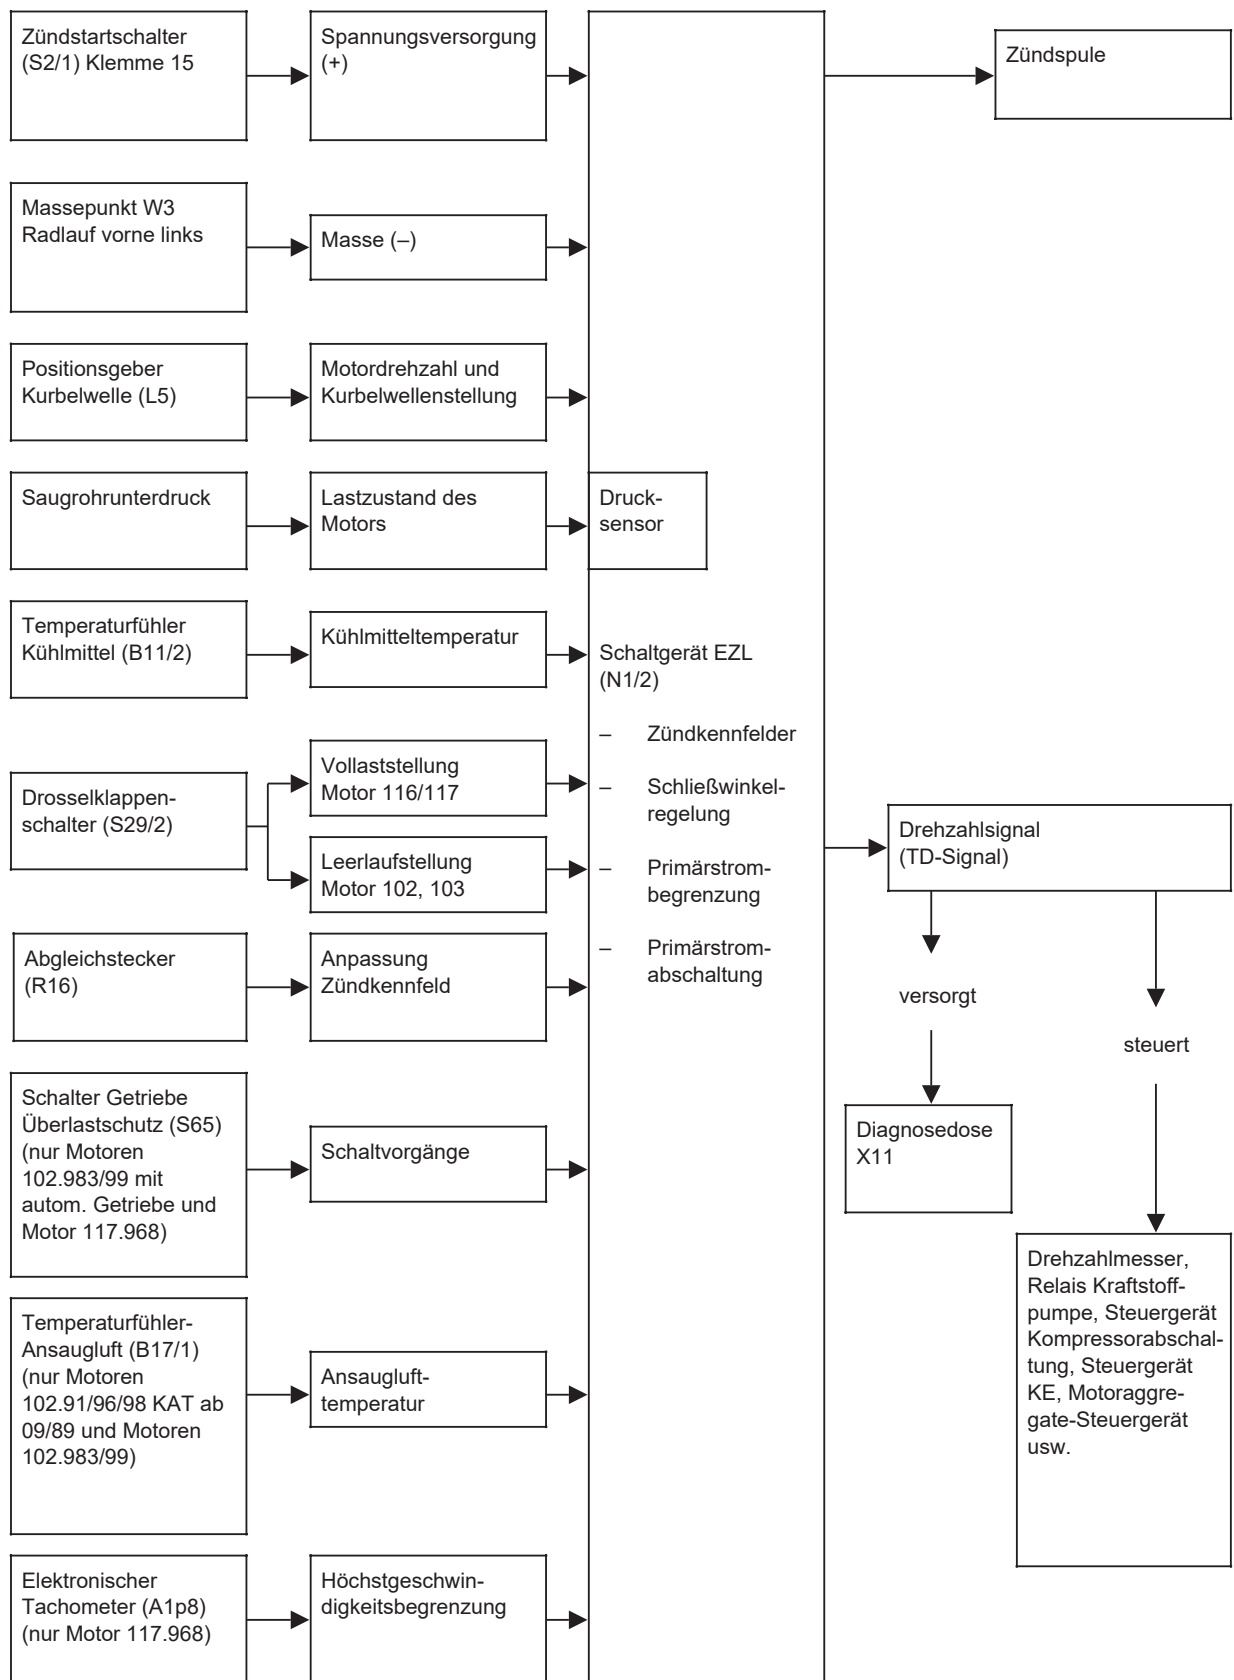 Zündstartschalter
(S2/1) Klemme 15
Spannungsversorgung
(+)
Zündspule
Massepunkt W3
Radlauf vorne links
Masse (–)
Positionsgeber
Kurbelwelle (L5)
Motordrehzahl und
Kurbelwellenstellung
Saugrohrunterdruck
Lastzustand des
Motors
Druck-
sensor
Temperaturfühler
Kühlmittel (B11/2)
Kühlmitteltemperatur
Schaltgerät EZL
(N1/2)
– Zündkennfelder
– Schließwinkel-
regelung
– Primärstrom-
begrenzung
– Primärstrom-
abschaltung
Drosselklappen-
schalter (S29/2)
Vollaststellung
Motor 116/117
Leerlaufstellung
Motor 102, 103
Drehzahlsignal
(TD-Signal)
versorgt
steuert
Diagnosedose
X11
Drehzahlmesser,
Relais Kraftstoff-
pumpe, Steuergerät
Kompressorabschal-
tung, Steuergerät
KE, Motoraggre-
gate-Steuergerät
usw.
Abgleichstecker
(R16)
Anpassung
Zündkennfeld
Schalter Getriebe
Überlastschutz (S65)
(nur Motoren
102.983/99 mit
autom. Getriebe und
Motor 117.968)
Schaltvorgänge
Temperaturfühler-
Ansaugluft (B17/1)
(nur Motoren
102.91/96/98 KAT ab
09/89 und Motoren
102.983/99)
Ansaugluft-
temperatur
Elektronischer
Tachometer (A1p8)
(nur Motor 117.968)
Höchstgeschwin-
digkeitsbegrenzung